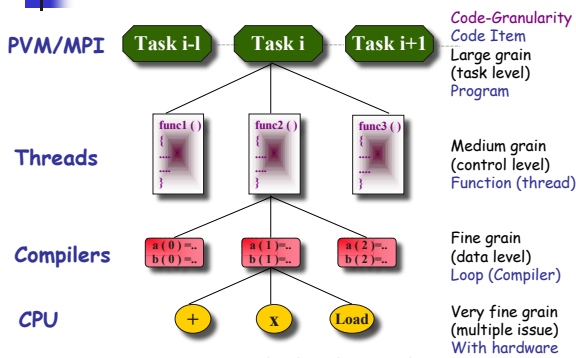 Code-Granularity
Code Item
PVM/MPI
Task i-l
Task i
Task i+1
Large grain
(task level)
Program
Threads
func1 ( )
{
....
....
}
func2 ( )
{
....
....
}
func3 ( )
{
....
....
}
Medium grain
(control level)
Function (thread)
Compilers
a ( 0 ) =..
b ( 0 ) =..
a ( 1 ) =..
b ( 1 ) =..
a ( 2 ) =..
b ( 2 ) =..
Fine grain
(data level)
Loop (Compiler)
CPU
+
x
Load
Very fine grain
(multiple issue)
With hardware